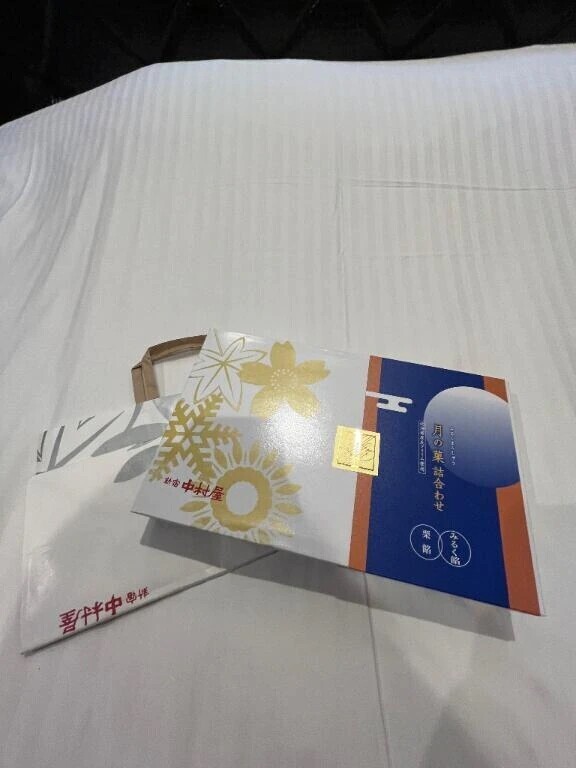 月の菓 詰合わせ
みるく餡
栗餡
新宿 中村屋
新宿 中村屋